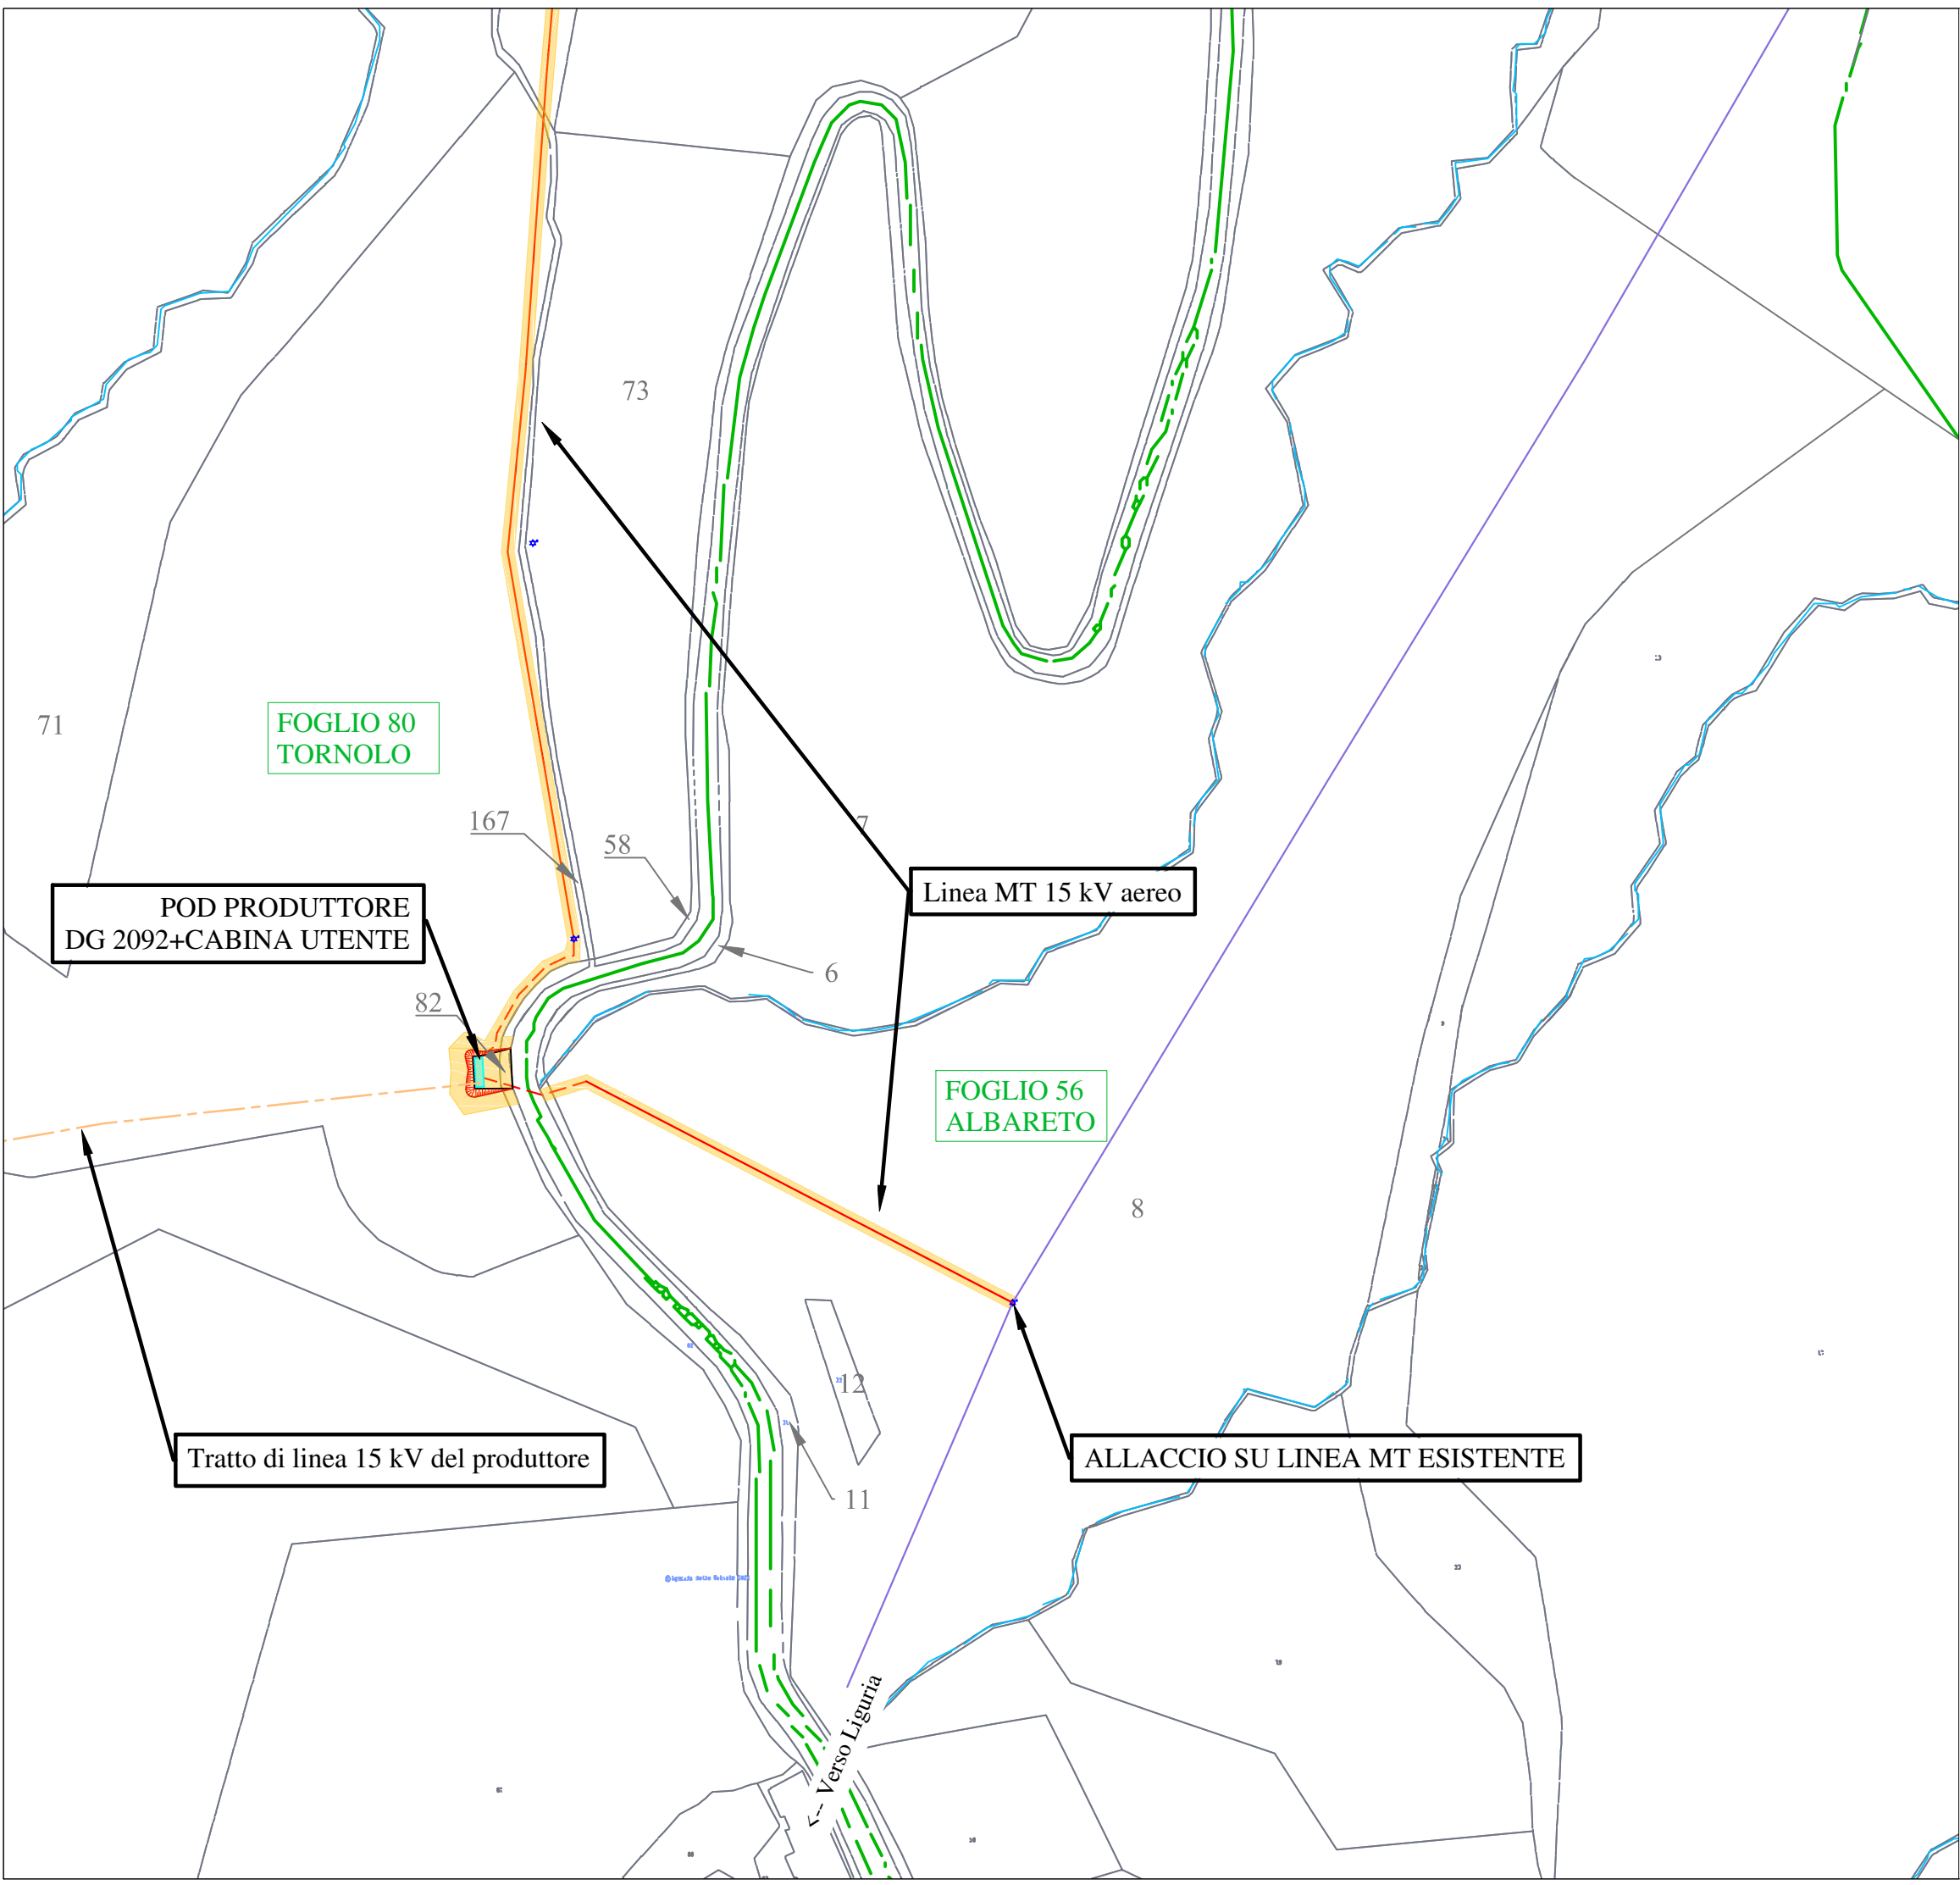 73
71
FOGLIO 80
TORNOLO
167
58
7
POD PRODUTTORE
DG 2092+CABINA UTENTE
Linea MT 15 kV aereo
6
82
FOGLIO 56
ALBARETO
8
12
Tratto di linea 15 kV del produttore
ALLACCIO SU LINEA MT ESISTENTE
11
<-- Verso Liguria